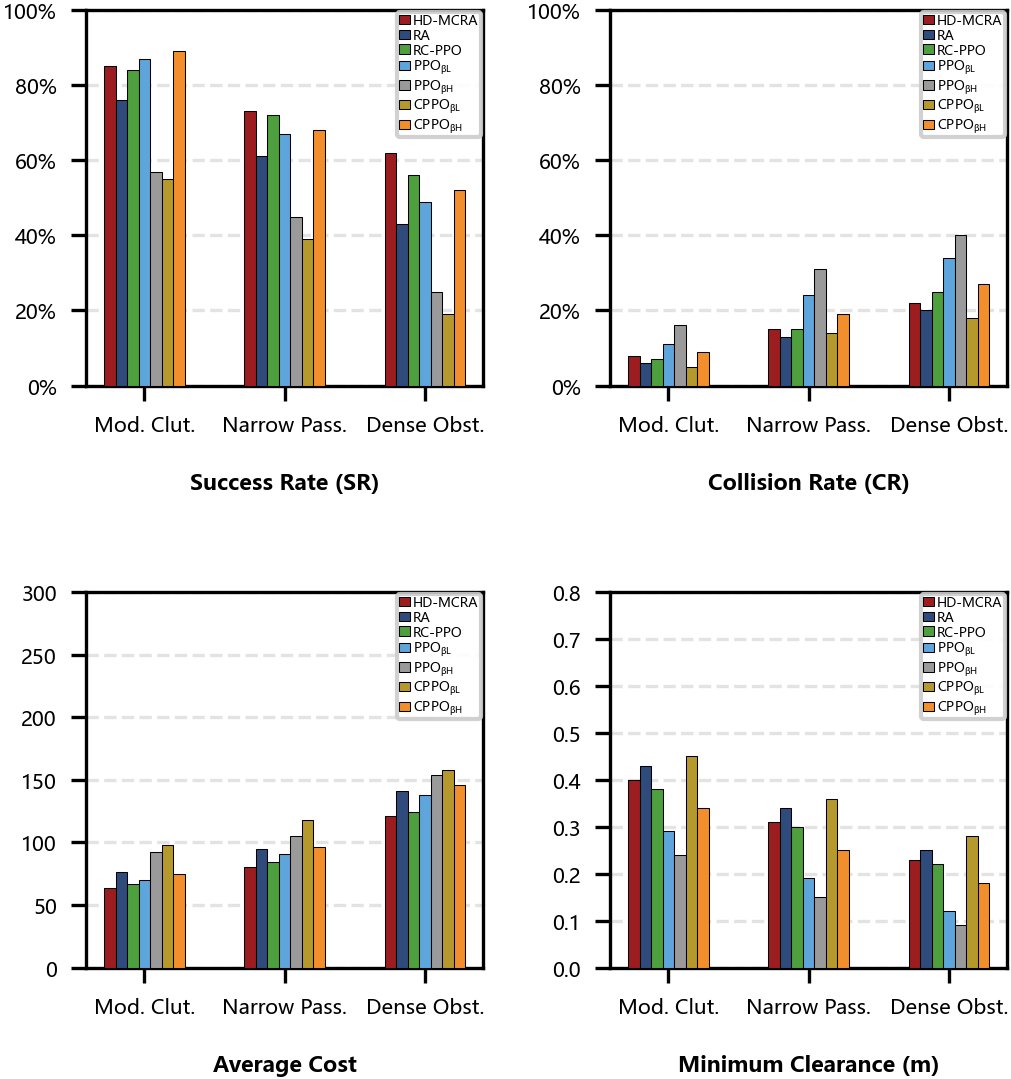 100%
80%
60%
40%
20%
0%
HD-MCRA
RA
RC-PPO
PPOβL
PPOβH
CPPOβL
CPPOβH
Mod. Clut. Narrow Pass. Dense Obst.
Success Rate (SR)
100%
80%
60%
40%
20%
0%
HD-MCRA
RA
RC-PPO
PPOβL
PPOβH
CPPOβL
CPPOβH
Mod. Clut. Narrow Pass. Dense Obst.
Collision Rate (CR)
300
250
200
150
100
50
0
HD-MCRA
RA
RC-PPO
PPOβL
PPOβH
CPPOβL
CPPOβH
Mod. Clut. Narrow Pass. Dense Obst.
Average Cost
0.8
0.7
0.6
0.5
0.4
0.3
0.2
0.1
0.0
HD-MCRA
RA
RC-PPO
PPOβL
PPOβH
CPPOβL
CPPOβH
Mod. Clut. Narrow Pass. Dense Obst.
Minimum Clearance (m)